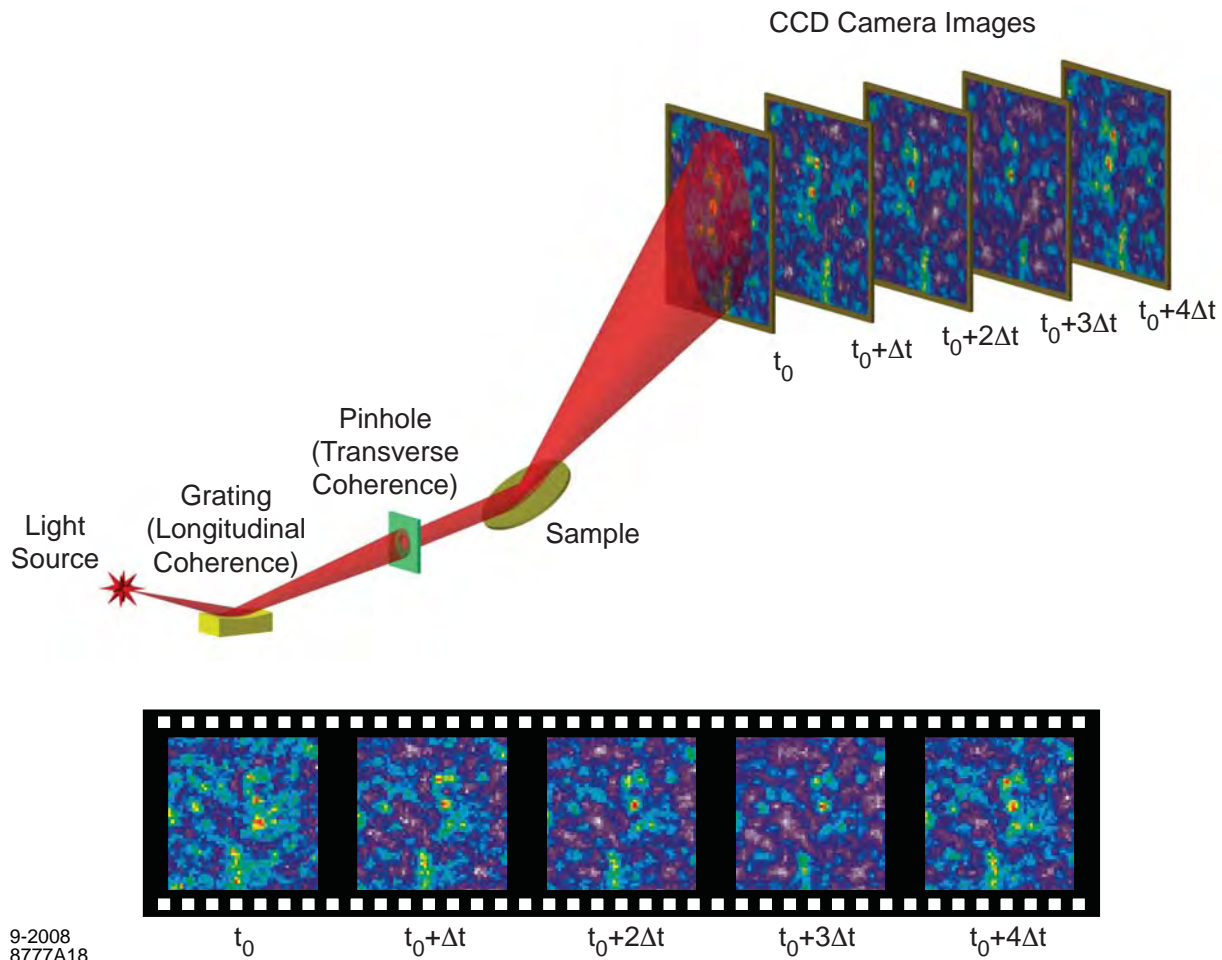 CCD Camera Images
t₀
t₀+Δt
t₀+2Δt
t₀+3Δt
t₀+4Δt
Pinhole
(Transverse
Coherence)
Grating
(Longitudinal
Coherence)
Light
Source
Sample
t₀
t₀+Δt
t₀+2Δt
t₀+3Δt
t₀+4Δt
9-2008
8777A18